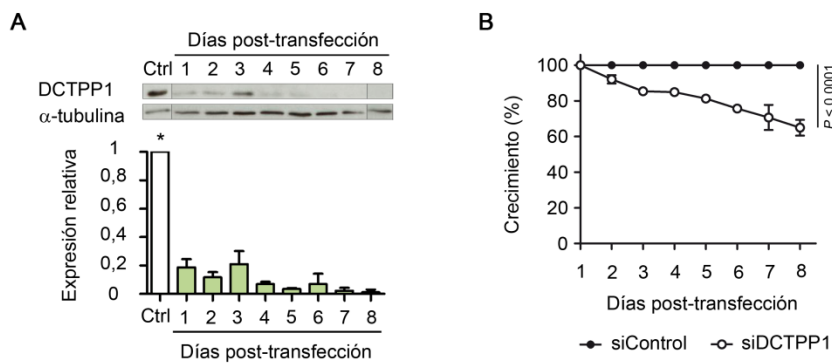 A
Días post-transfección
Ctrl 1 2 3 4 5 6 7 8
DCTPP1
α-tubulina
*
Expresión relativa
1
0,8
0,6
0,4
0,2
0
Ctrl 1 2 3 4 5 6 7 8
Días post-transfección
B
Crecimiento (%)
100
80
60
40
20
0
P < 0,0001
1 2 3 4 5 6 7 8
Días post-transfección
siControl siDCTPP1